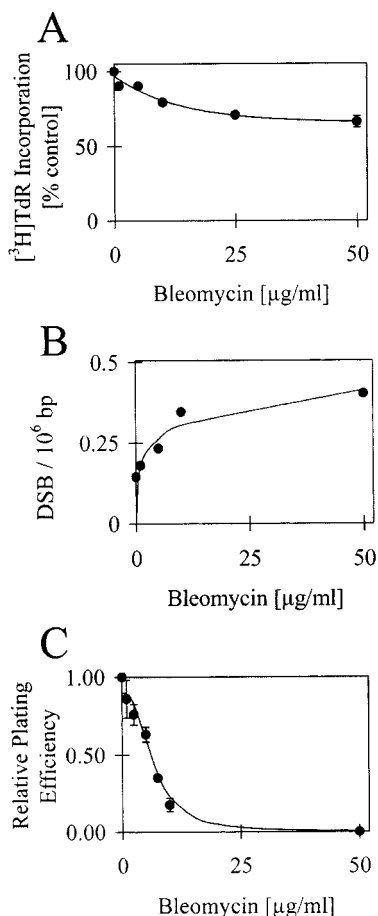 A
[³H]TdR Incorporation
[% control]
100
50
0
0
25
50
Bleomycin [µg/ml]
B
DSB / 10⁶ bp
0.5
0.25
0
0
25
50
Bleomycin [µg/ml]
C
Relative Plating
Efficiency
1.00
0.50
0.00
0
25
50
Bleomycin [µg/ml]